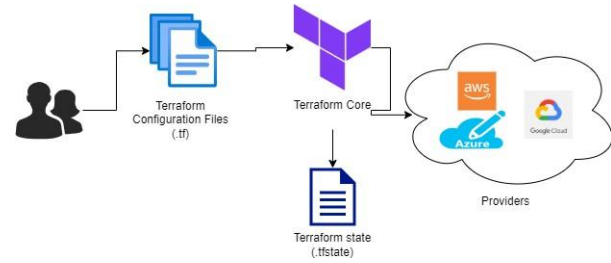 Terraform
Configuration Files
(.tf)
Terraform Core
aws
Azure
Google Cloud
Providers
Terraform state
(.tfstate)